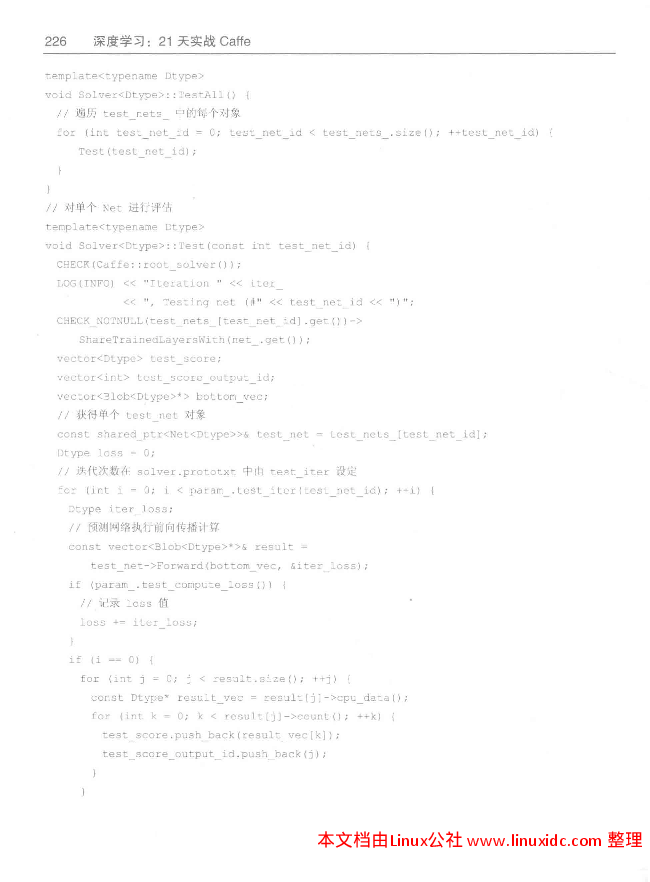 226 深度学习：21 天实战 Caffe
template<typename Dtype>
void Solver<Dtype>::TestAll() {
// 遍历 test_nets_ 中的每个对象
for (int test_net_id = 0; test_net_id < test_nets_.size(); ++test_net_id) {
Test(test_net_id);
}
}
// 对单个 Net 进行评估
template<typename Dtype>
void Solver<Dtype>::Test(const int test_net_id) {
CHECK(Caffe::root_solver());
LOG(INFO) << "Iteration " << iter_
<< ", Testing net (#" << test_net_id << ")";
CHECK_NOTNULL(test_nets_[test_net_id].get())->
ShareTrainedLayersWith(net_.get());
vector<Dtype> test_score;
vector<int> test_score_output_id;
vector<Blob<Dtype>*> bottom_vec;
// 获得单个 test_net 对象
const shared_ptr<Net<Dtype>>& test_net = test_nets_[test_net_id];
Dtype loss = 0;
// 迭代次数在 solver.prototxt 中由 test_iter 设定
for (int i = 0; i < param_.test_iter(test_net_id); ++i) {
Dtype iter_loss;
// 预测网络执行前向传播计算
const vector<Blob<Dtype>*>& result =
test_net->Forward(bottom_vec, &iter_loss);
if (param_.test_compute_loss()) {
// 记录 loss 值
loss += iter_loss;
}
if (i == 0) {
for (int j = 0; j < result.size(); ++j) {
const Dtype* result_vec = result[j]->cpu_data();
for (int k = 0; k < result[j]->count(); ++k) {
test_score.push_back(result_vec[k]);
test_score_output_id.push_back(j);
}
}
本文档由Linux公社 www.linuxidc.com 整理